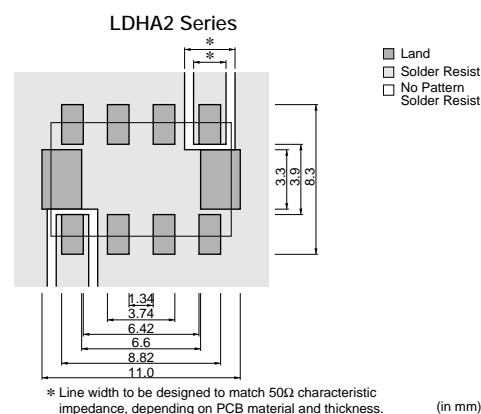 LDHA2 Series
*
*
Land
Solder Resist
No Pattern
Solder Resist
3.3
3.9
8.3
1.34
3.74
6.42
6.6
8.82
11.0
* Line width to be designed to match 50Ω characteristic
impedance, depending on PCB material and thickness.
(in mm)